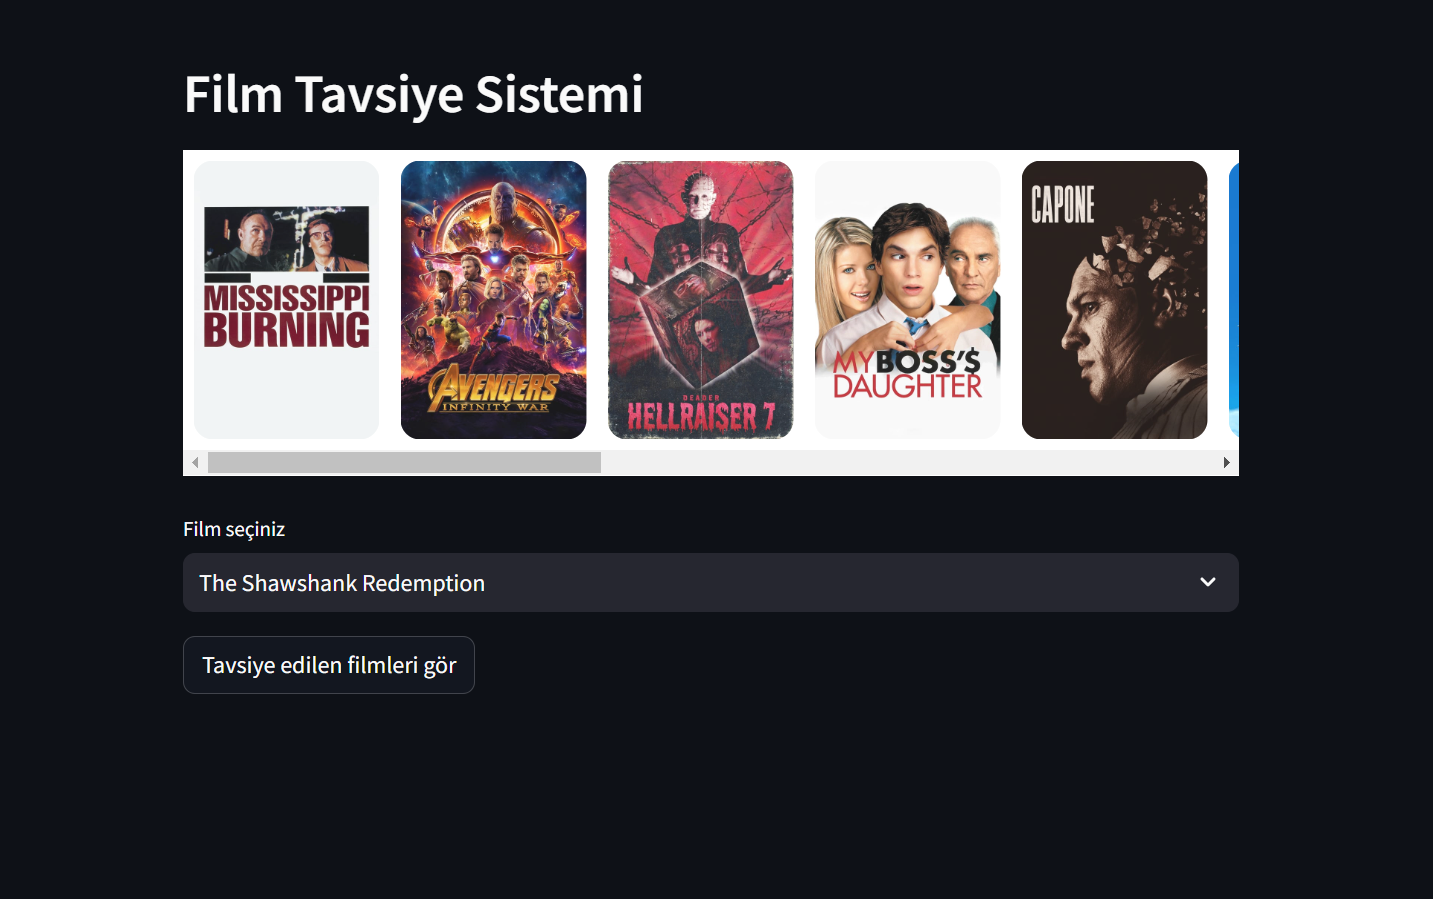 Film Tavsiye Sistemi
MISSISSIPPI
BURNING
AVENGERS
INFINITY WAR
DEADER
HELLRAISER 7
MY BOSS'$
DAUGHTER
CAPONE
Film seçiniz
The Shawshank Redemption
Tavsiye edilen filmleri gör